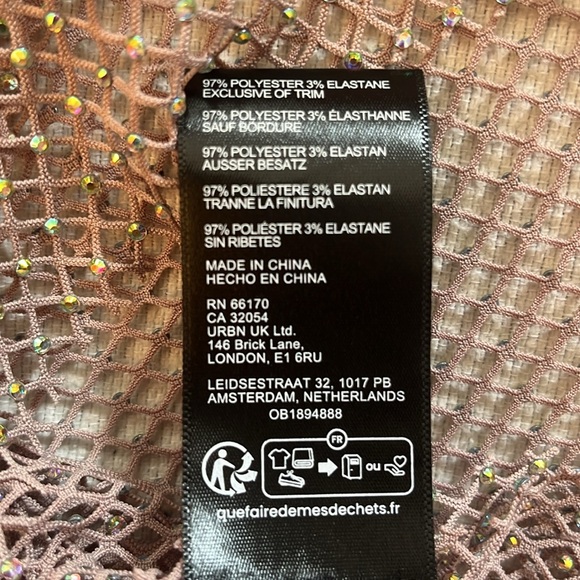 97% POLYESTER 3% ELASTANE
EXCLUSIVE OF TRIM
97% POLYESTER 3% ÉLASTHANNE
SAUF BORDURE
97% POLYESTER 3% ELASTAN
AUSSER BESATZ
97% POLIESTERE 3% ELASTAN
TRANNE LA FINITURA
97% POLIÉSTER 3% ELASTANE
SIN RIBETES
MADE IN CHINA
HECHO EN CHINA
RN 66170
CA 32054
URBN UK Ltd.
146 Brick Lane,
LONDON, E1 6RU
LEIDSESTRAAT 32, 1017 PB
AMSTERDAM, NETHERLANDS
OB1894888
FR
ou
quefairedemesdechets.fr